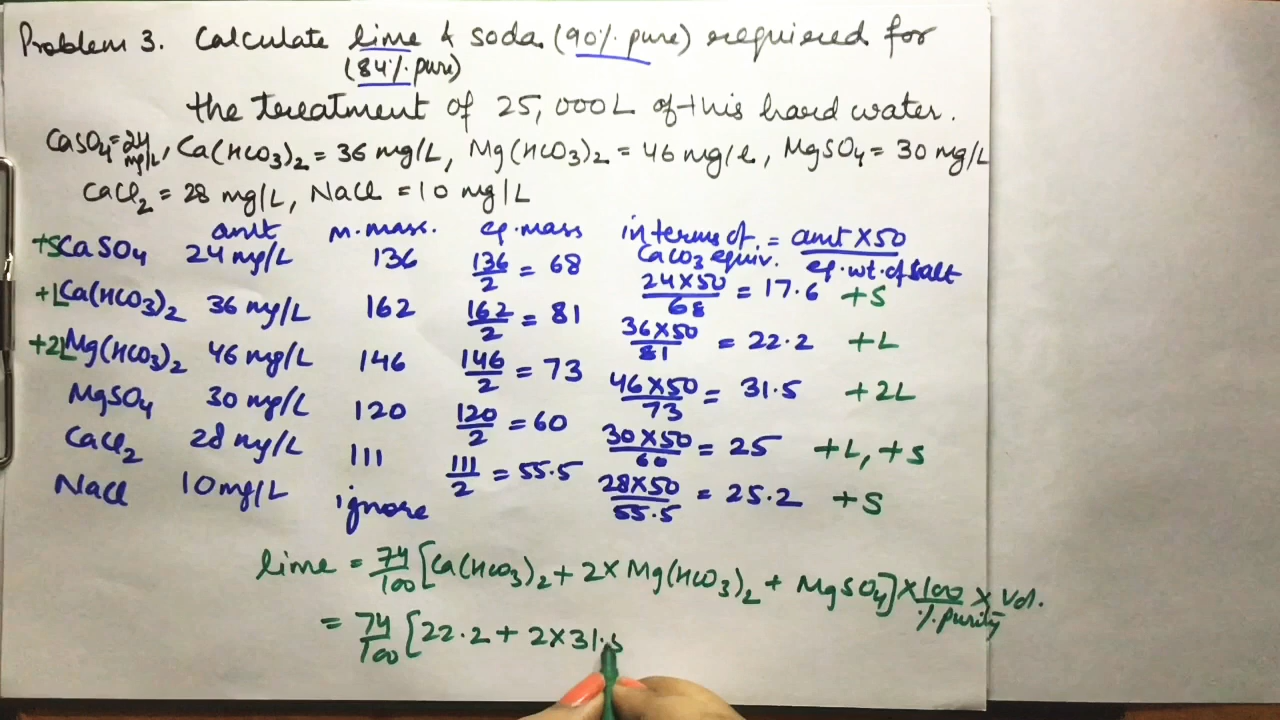 Problem 3. Calculate lime & soda (90% pure) required for
(84% pure)
the treatment of 25,000L of this hard water.
CaSO4=24 mg/L, Ca(HCO3)2 = 36 mg/L, Mg(HCO3)2 = 46 mg/l, MgSO4 = 30 mg/L
CaCl2 = 28 mg/L, NaCl = 10 mg/L
amt m.mass. eq.mass in terms of CaCO3 equiv. = amt X 50 / eq.wt.of salt
+S CaSO4 24 mg/L 136 136/2 = 68 24x50/68 = 17.6 +S
+L Ca(HCO3)2 36 mg/L 162 162/2 = 81 36x50/81 = 22.2 +L
+2L Mg(HCO3)2 46 mg/L 146 146/2 = 73 46x50/73 = 31.5 +2L
MgSO4 30 mg/L 120 120/2 = 60 30x50/60 = 25 +L, +S
CaCl2 28 mg/L 111 111/2 = 55.5 28x50/55.5 = 25.2 +S
NaCl 10mg/L ignore
lime = 74/100 [Ca(HCO3)2 + 2x Mg(HCO3)2 + MgSO4] x 100/% purity x Vol.
= 74/100 [22.2 + 2x31.5